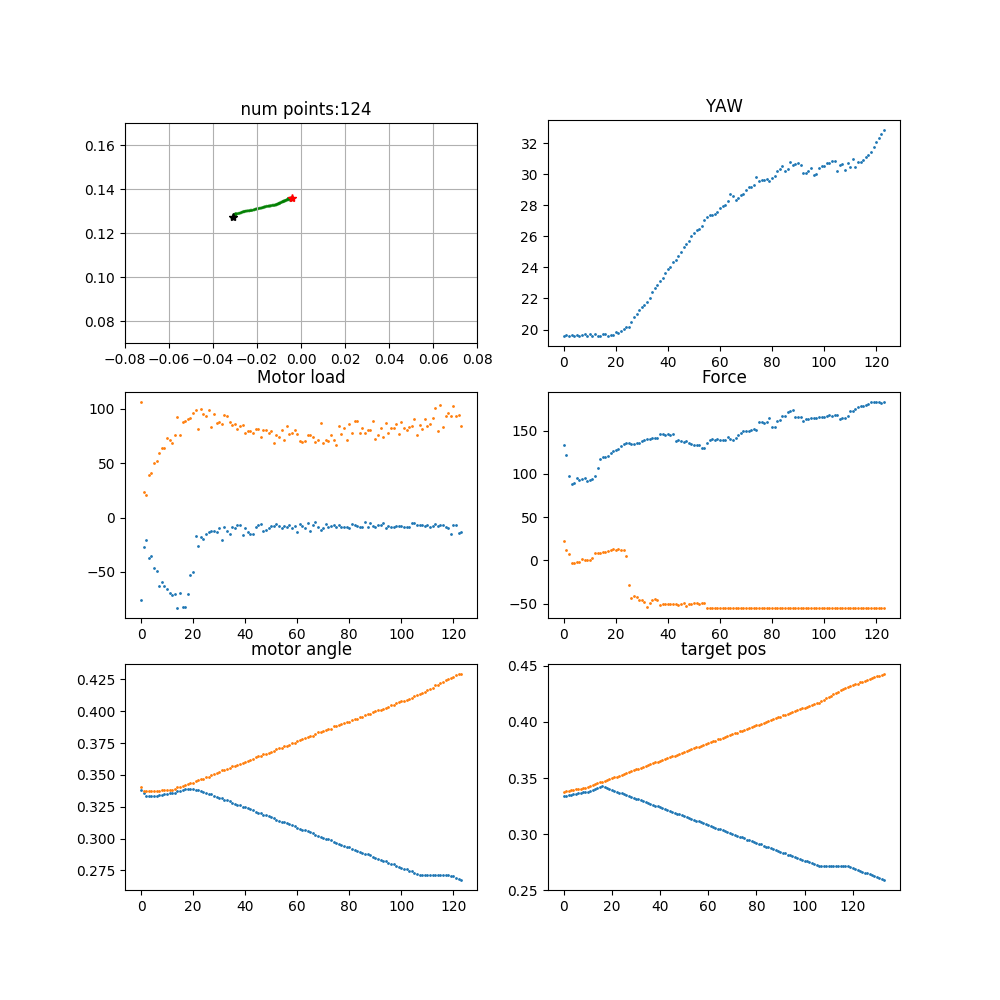 num points:124
YAW
0.16
0.14
0.12
0.10
0.08
−0.08 −0.06 −0.04 −0.02 0.00 0.02 0.04 0.06 0.08
32
30
28
26
24
22
20
0 20 40 60 80 100 120
Motor load
Force
100
50
0
−50
0 20 40 60 80 100 120
150
100
50
0
−50
0 20 40 60 80 100 120
motor angle
target pos
0.425
0.400
0.375
0.350
0.325
0.300
0.275
0 20 40 60 80 100 120
0.45
0.40
0.35
0.30
0.25
0 20 40 60 80 100 120